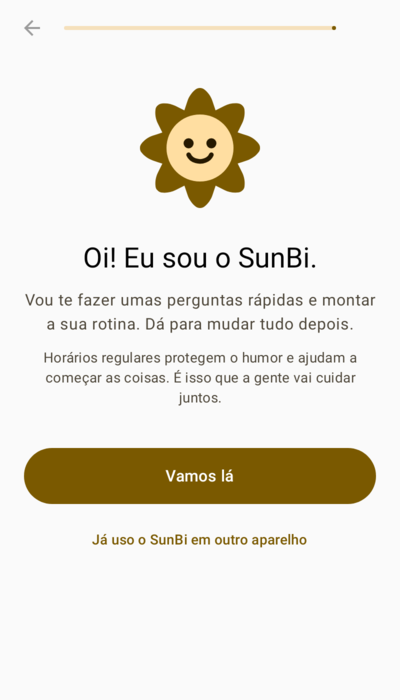 Oi! Eu sou o SunBi.
Vou te fazer umas perguntas rápidas e montar
a sua rotina. Dá para mudar tudo depois.
Horários regulares protegem o humor e ajudam a
começar as coisas. É isso que a gente vai cuidar
juntos.
Vamos lá
Já uso o SunBi em outro aparelho